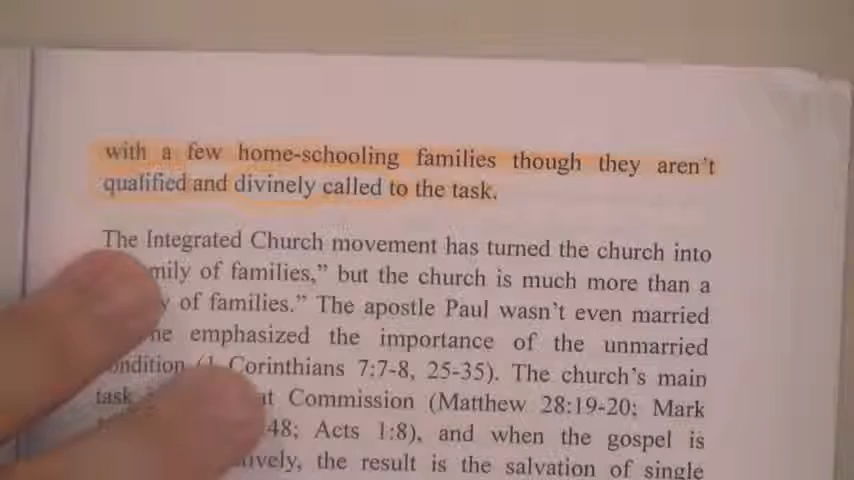 with a few home-schooling families though they aren't
qualified and divinely called to the task.
The Integrated Church movement has turned the church into
of families,” but the church is much more than a
of families.” The apostle Paul wasn't even married
emphasized the importance of the unmarried
(1 Corinthians 7:7-8, 25-35). The church's main
task Commission (Matthew 28:19-20; Mark
48; Acts 1:8), and when the gospel is
the result is the salvation of single